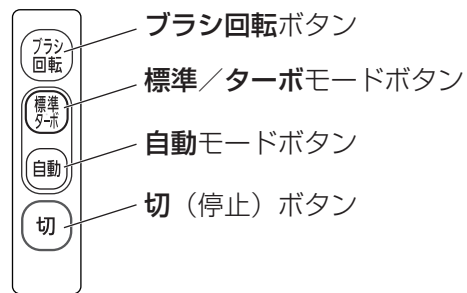 ブラシ
回転
ブラシ回転ボタン
標準
ターボ
標準／ターボモードボタン
自動
自動モードボタン
切
切（停止）ボタン